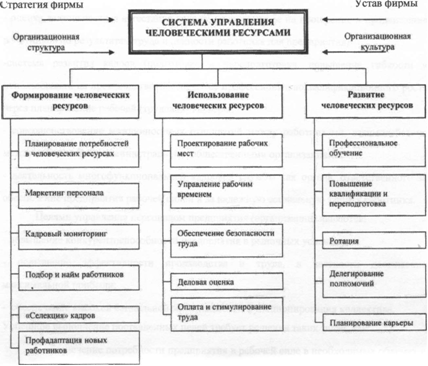 Стратегия фирмы
СИСТЕМА УПРАВЛЕНИЯ
ЧЕЛОВЕЧЕСКИМИ РЕСУРСАМИ
Устав фирмы
Организационная
структура
Организационная
культура
Формирование человеческих
ресурсов
Планирование потребностей
в человеческих ресурсах
Маркетинг персонала
Кадровый мониторинг
Подбор и найм работников
«Селекция» кадров
Профадаптация новых
работников
Использование
человеческих ресурсов
Проектирование рабочих
мест
Управление рабочим
временем
Обеспечение безопасности
труда
Деловая оценка
Оплата и стимулирование
труда
Развитие
человеческих ресурсов
Профессиональное
обучение
Повышение
квалификации и
переподготовка
Ротация
Делегирование
полномочий
Планирование карьеры